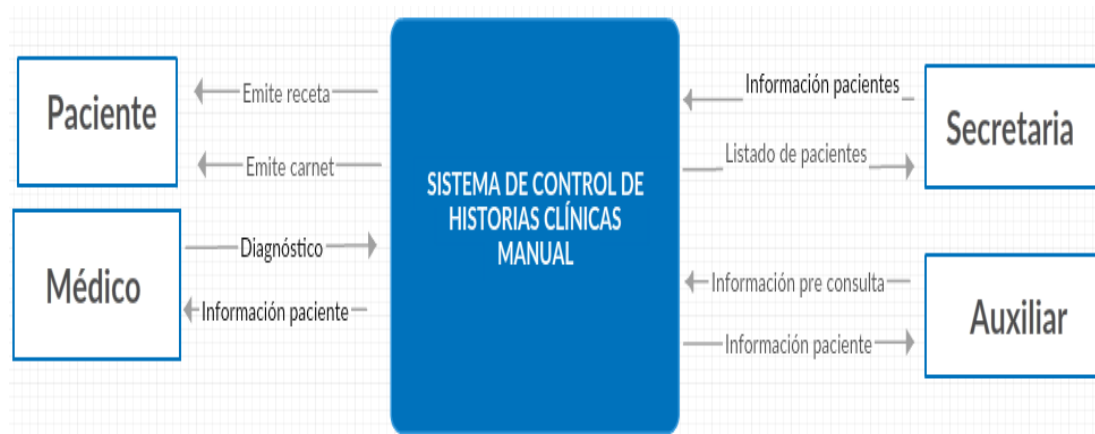 Paciente
Emite receta
Emite carnet
Médico
Diagnóstico
Información paciente
SISTEMA DE CONTROL DE
HISTORIAS CLÍNICAS
MANUAL
Información pacientes
Listado de pacientes
Secretaria
Información pre consulta
Información paciente
Auxiliar